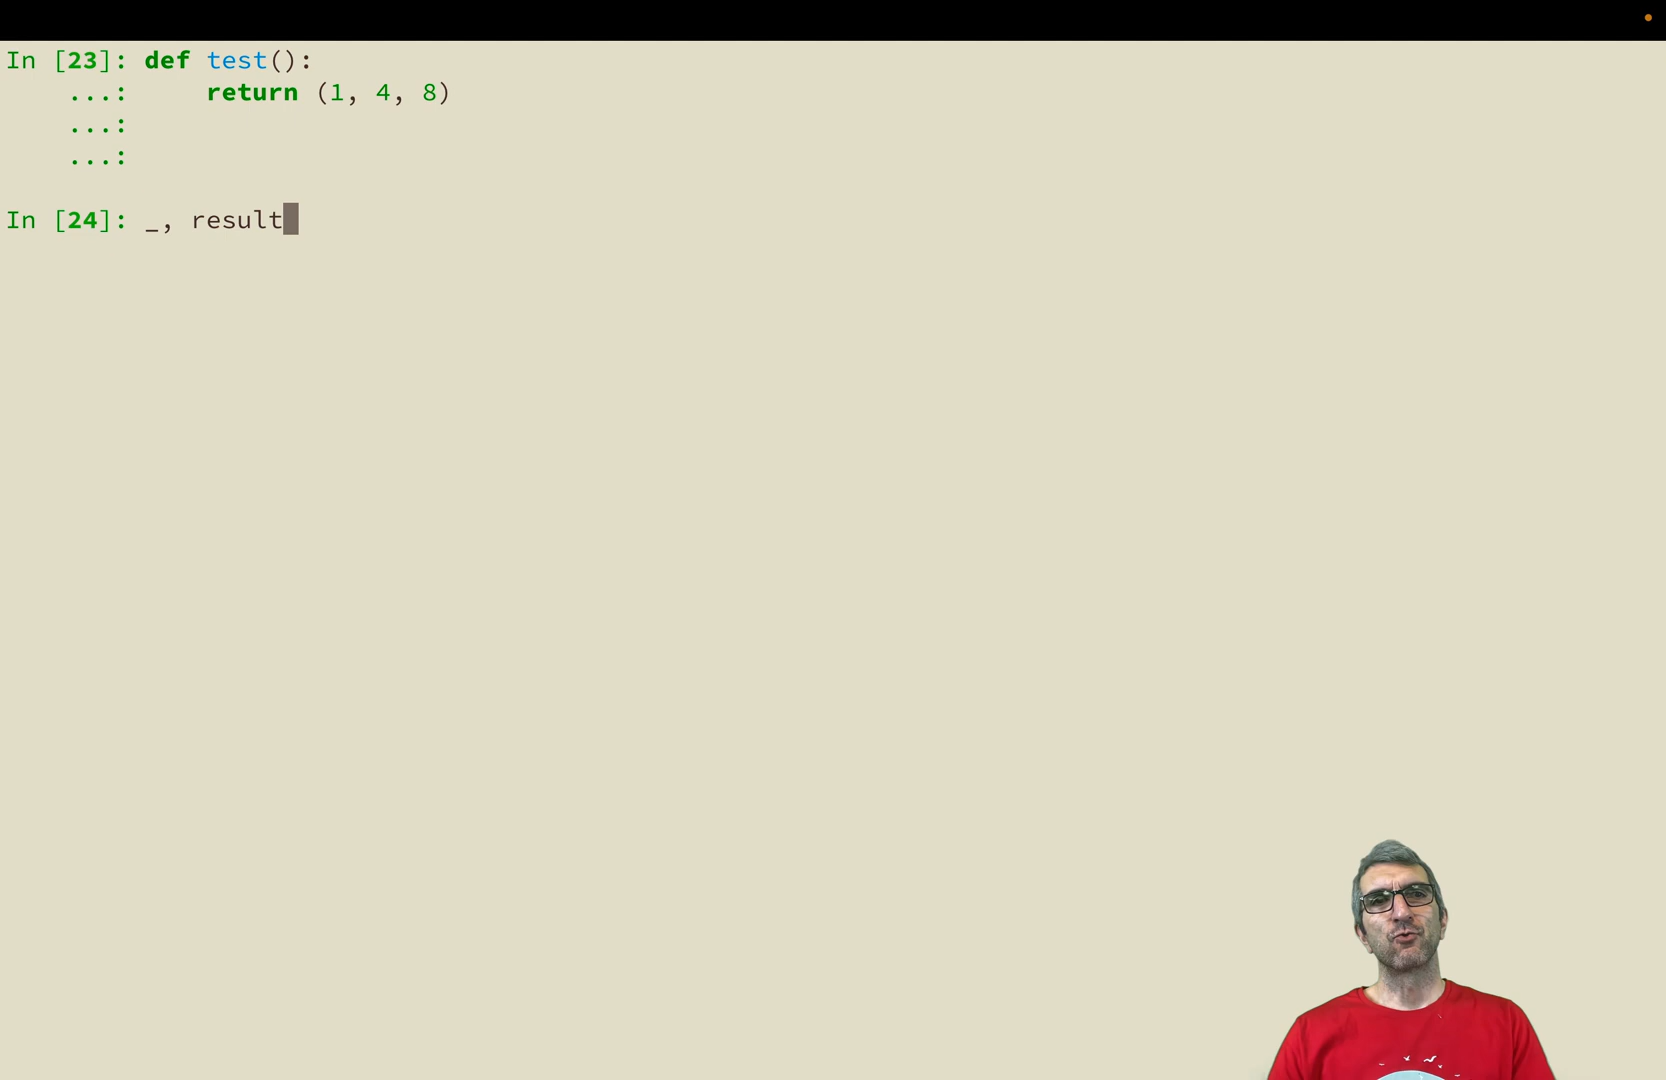 In [23]: def test():
    ...:     return (1, 4, 8)
    ...:
    ...:
In [24]: _, result